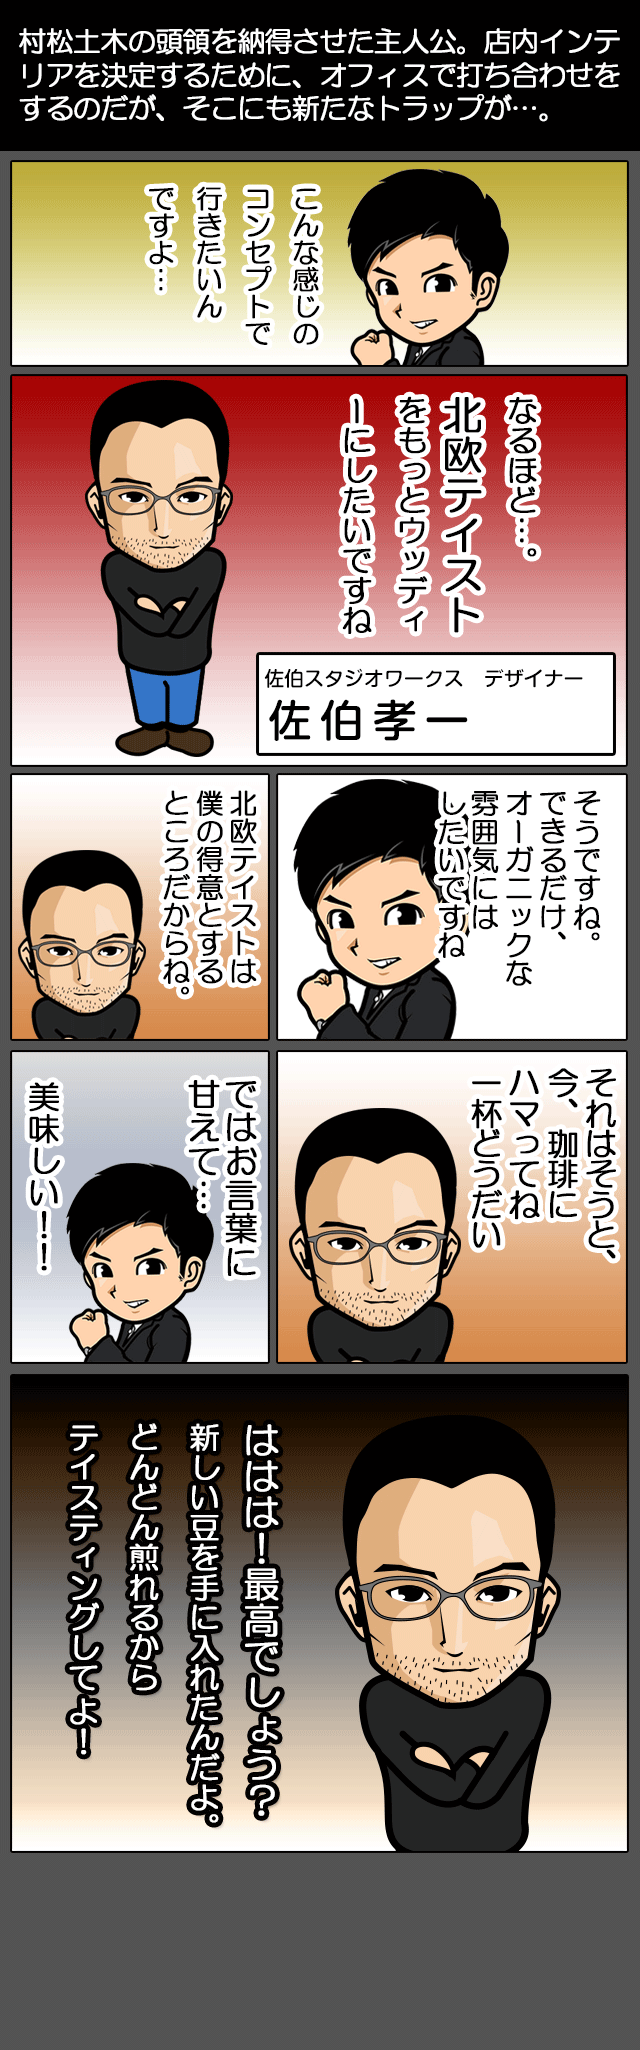 村松土木の頭領を納得させた主人公。店内インテ
リアを決定するために、オフィスで打ち合わせを
するのだが、そこにも新たなトラップが…。
こんな感じの
コンセプトで
行きたいん
ですよ…
なるほど…。
北欧テイスト
をもっとウッディ
ーにしたいですね
佐伯スタジオワークス　デザイナー
佐伯孝一
そうですね。
できるだけ、
オーガニックな
雰囲気には
したいですね
北欧テイストは
僕の得意とする
ところだからね。
それはそうと、
今、珈琲に
ハマってね
一杯どうだい
ではお言葉に
甘えて…
美味しい！！
ははは！最高でしょう？
新しい豆を手に入れたんだよ。
どんどん煎れるから
テイスティングしてよ！